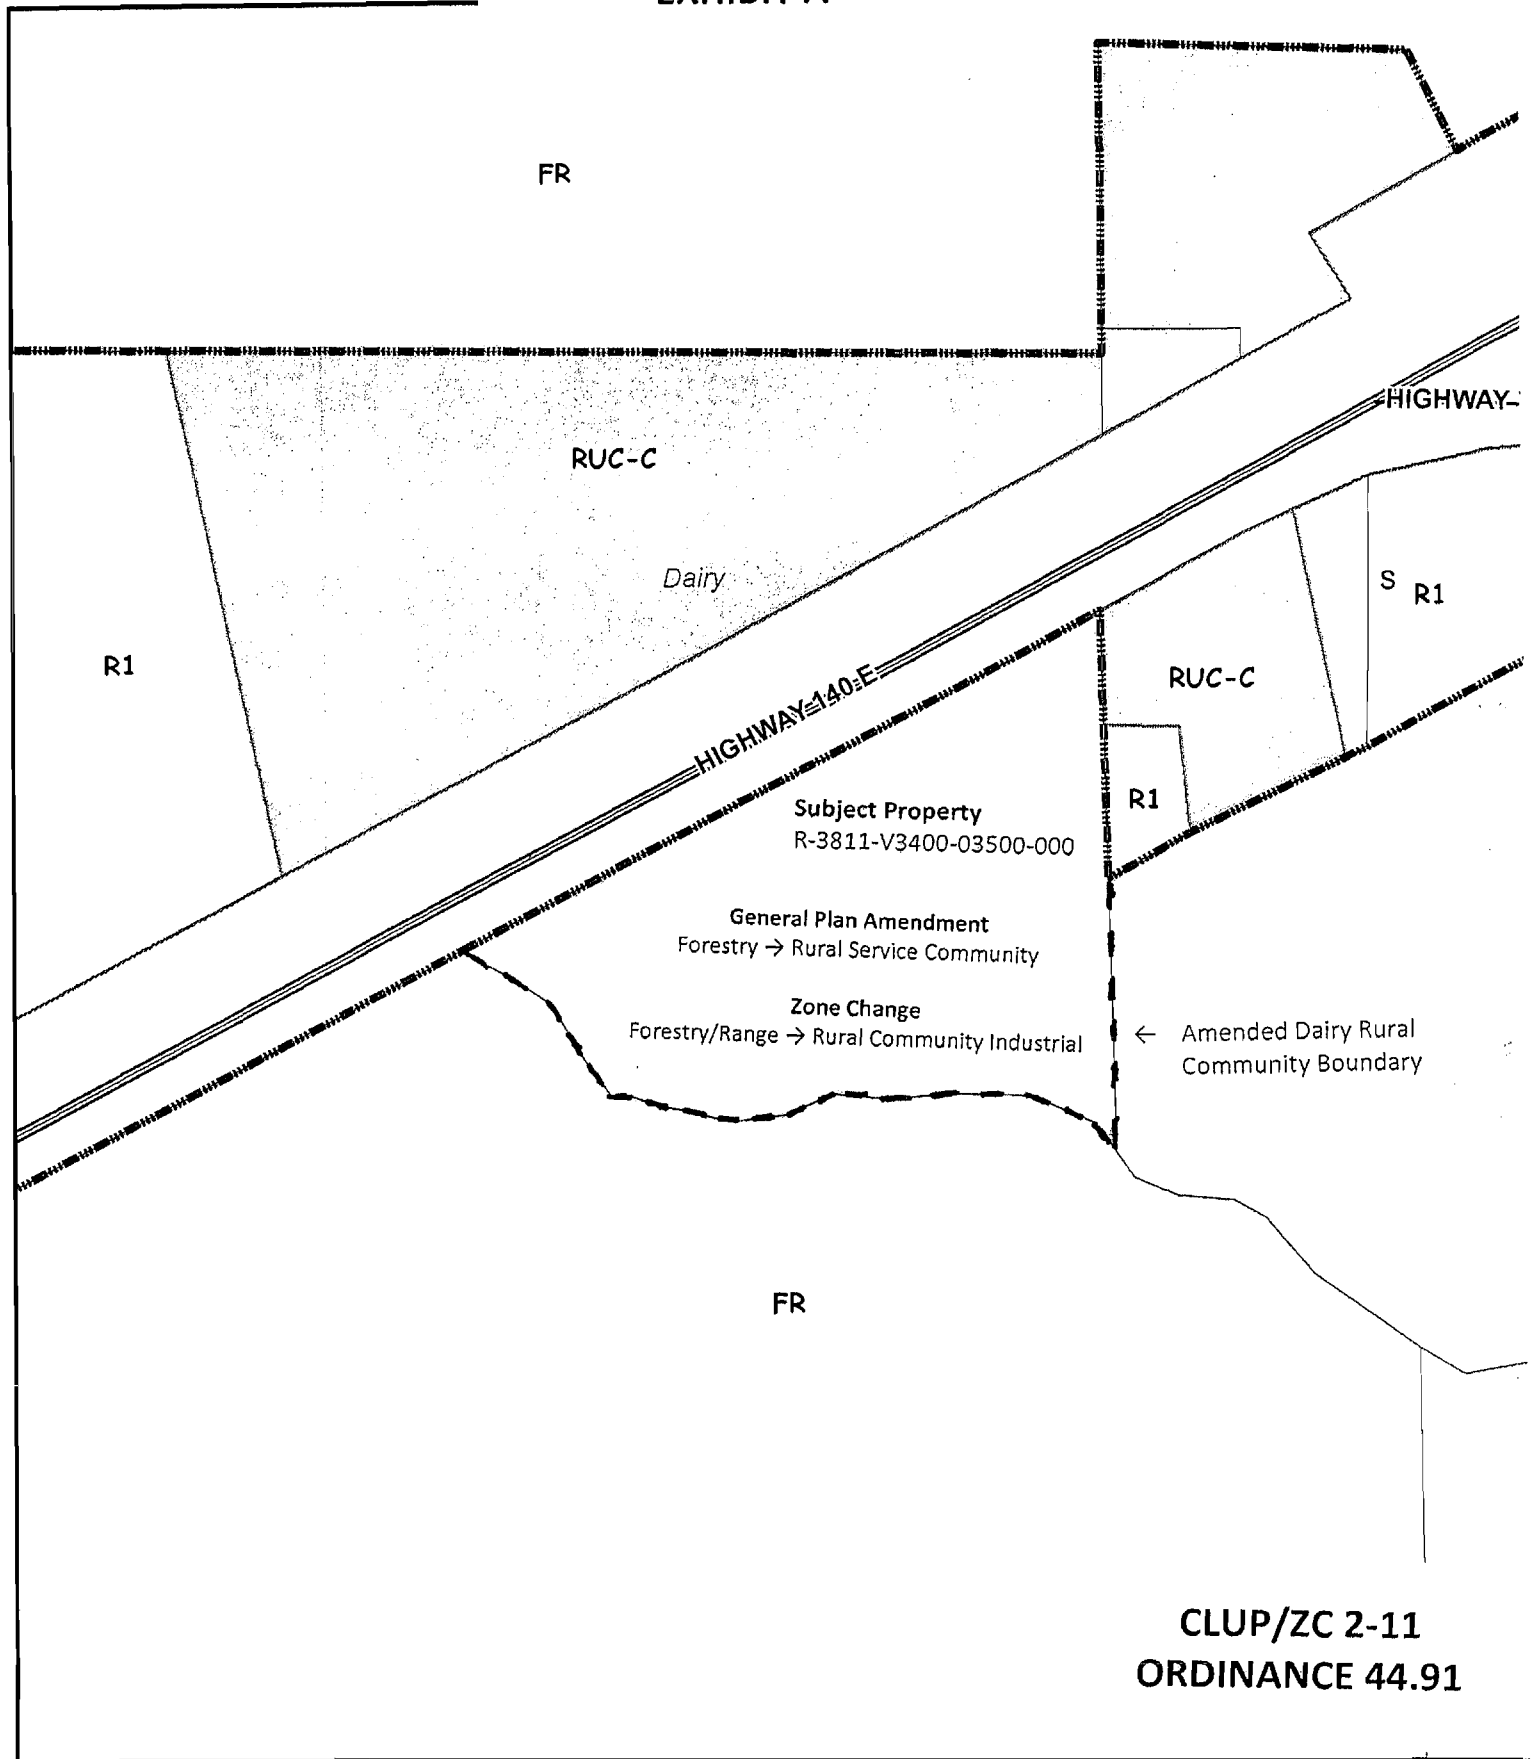 EXHIBIT A
FR
HIGHWAY-
RUC-C
Dairy
S
R1
R1
RUC-C
HIGHWAY-140-E
R1
Subject Property
R-3811-V3400-03500-000
General Plan Amendment
Forestry → Rural Service Community
Zone Change
Forestry/Range → Rural Community Industrial
← Amended Dairy Rural
Community Boundary
FR
CLUP/ZC 2-11
ORDINANCE 44.91